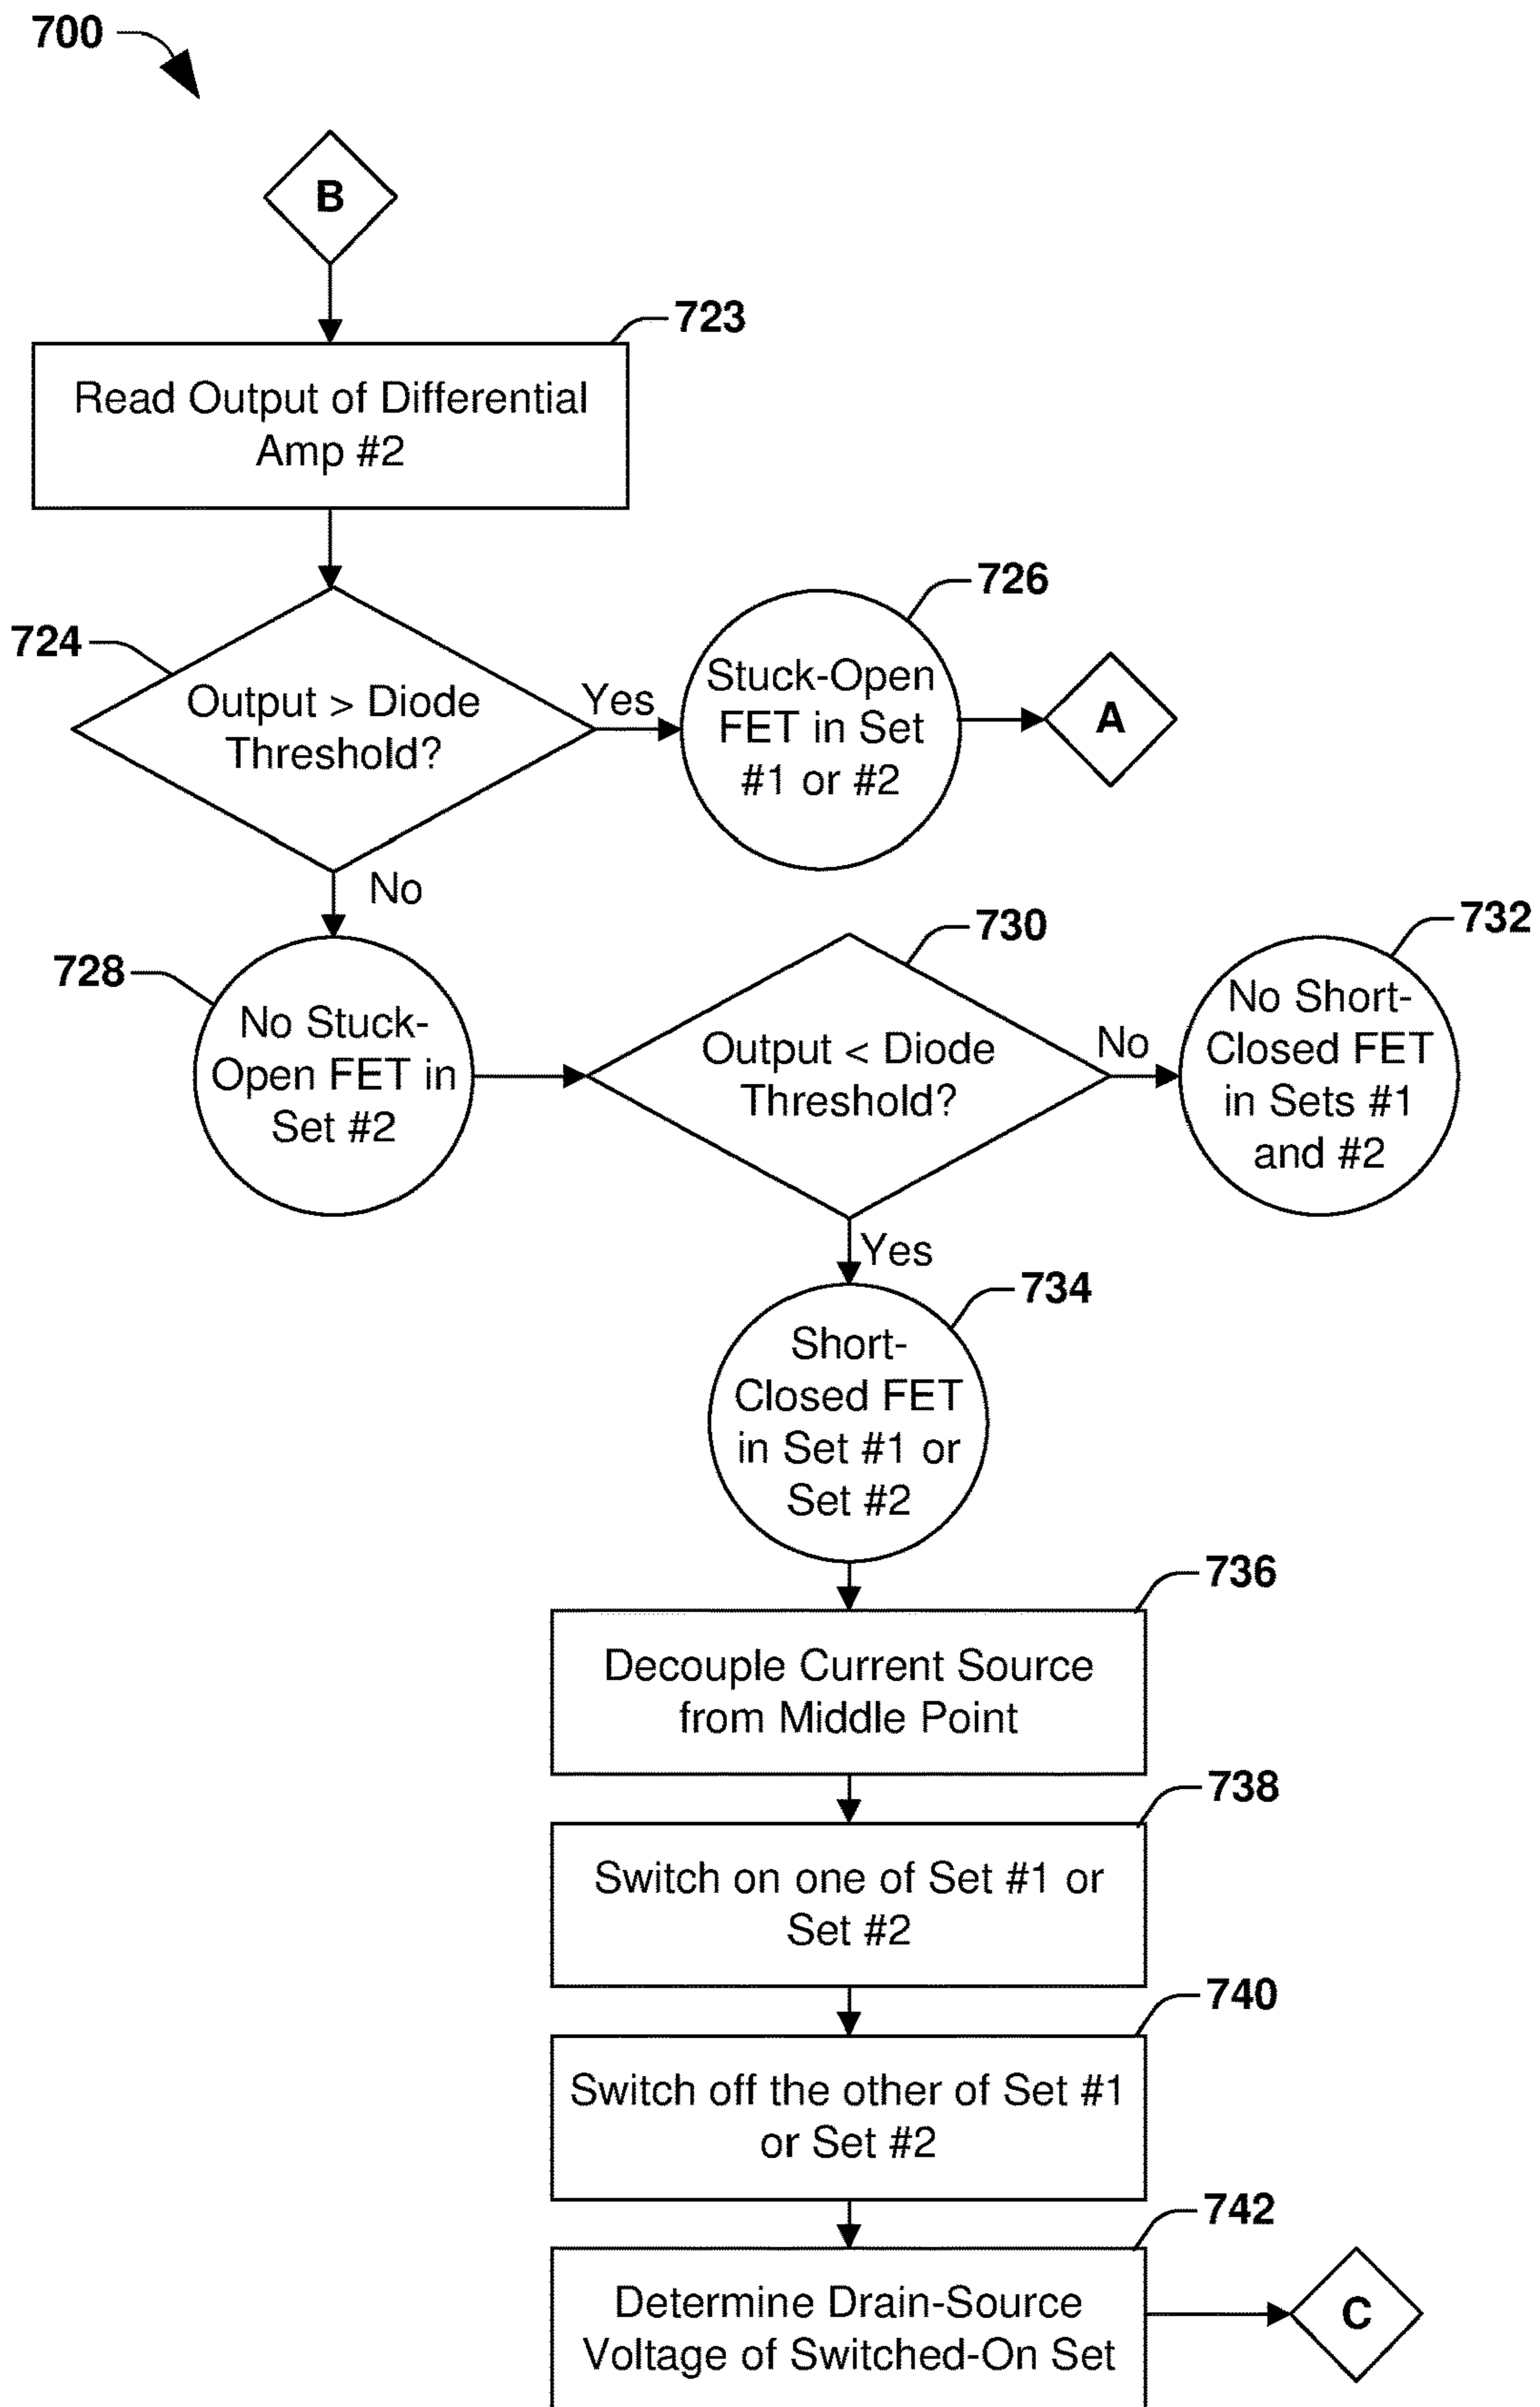 700
B
723
Read Output of Differential
Amp #2
724
Output > Diode
Threshold?
Yes
726
Stuck-Open
FET in Set
#1 or #2
A
No
728
No Stuck-
Open FET in
Set #2
730
Output < Diode
Threshold?
No
732
No Short-
Closed FET
in Sets #1
and #2
Yes
734
Short-
Closed FET
in Set #1 or
Set #2
736
Decouple Current Source
from Middle Point
738
Switch on one of Set #1 or
Set #2
740
Switch off the other of Set #1
or Set #2
742
Determine Drain-Source
Voltage of Switched-On Set
C